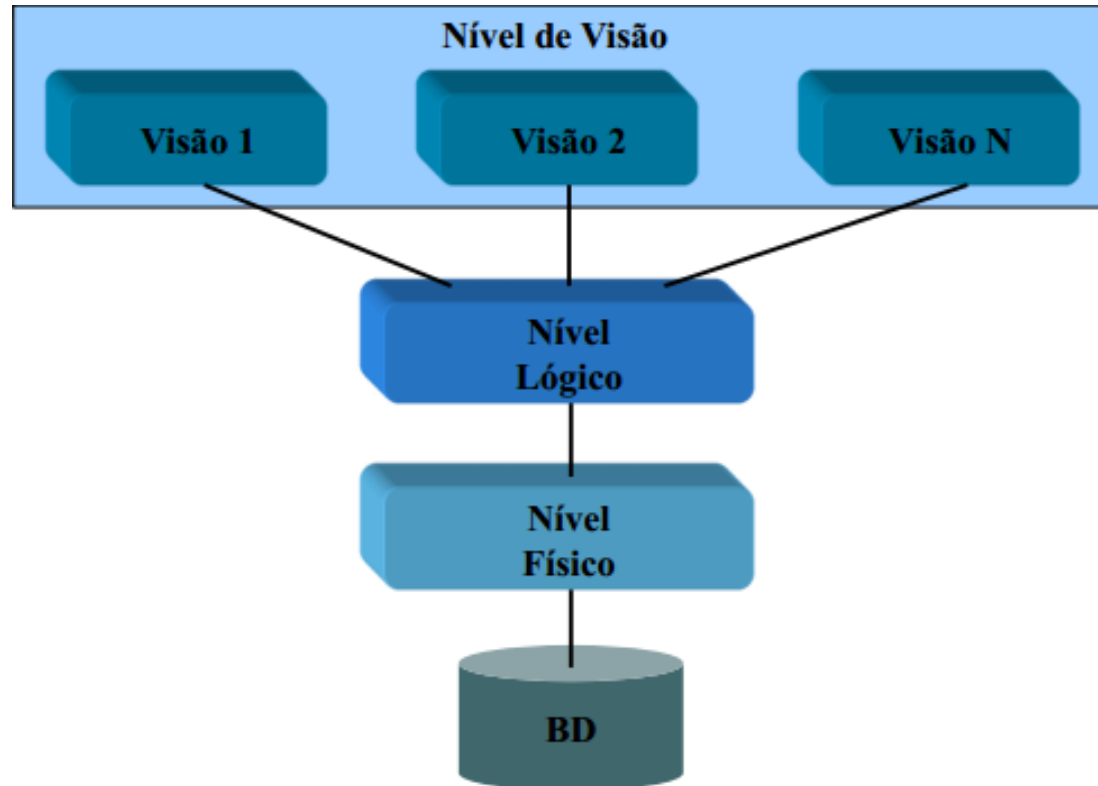 Nível de Visão
Visão 1
Visão 2
Visão N
Nível
Lógico
Nível
Físico
BD